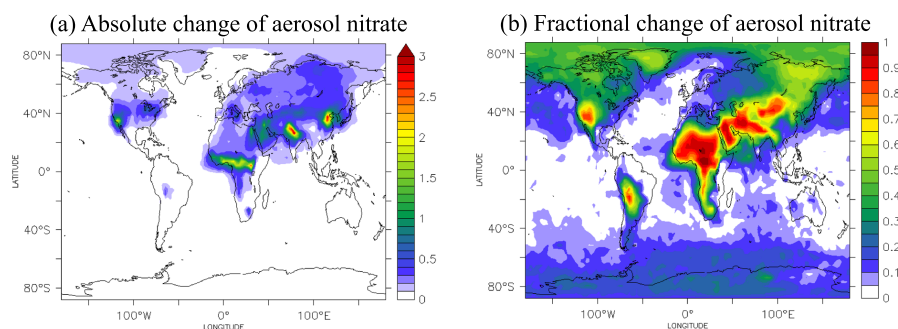 (a) Absolute change of aerosol nitrate
(b) Fractional change of aerosol nitrate
80°N
40°N
0°
40°S
80°S
LATITUDE
100°W
0°
100°E
LONGITUDE
3
2.5
2
1.5
1
0.5
0
80°N
40°N
0°
40°S
80°S
LATITUDE
100°W
0°
100°E
LONGITUDE
1
0.9
0.8
0.7
0.6
0.5
0.4
0.3
0.2
0.1
0